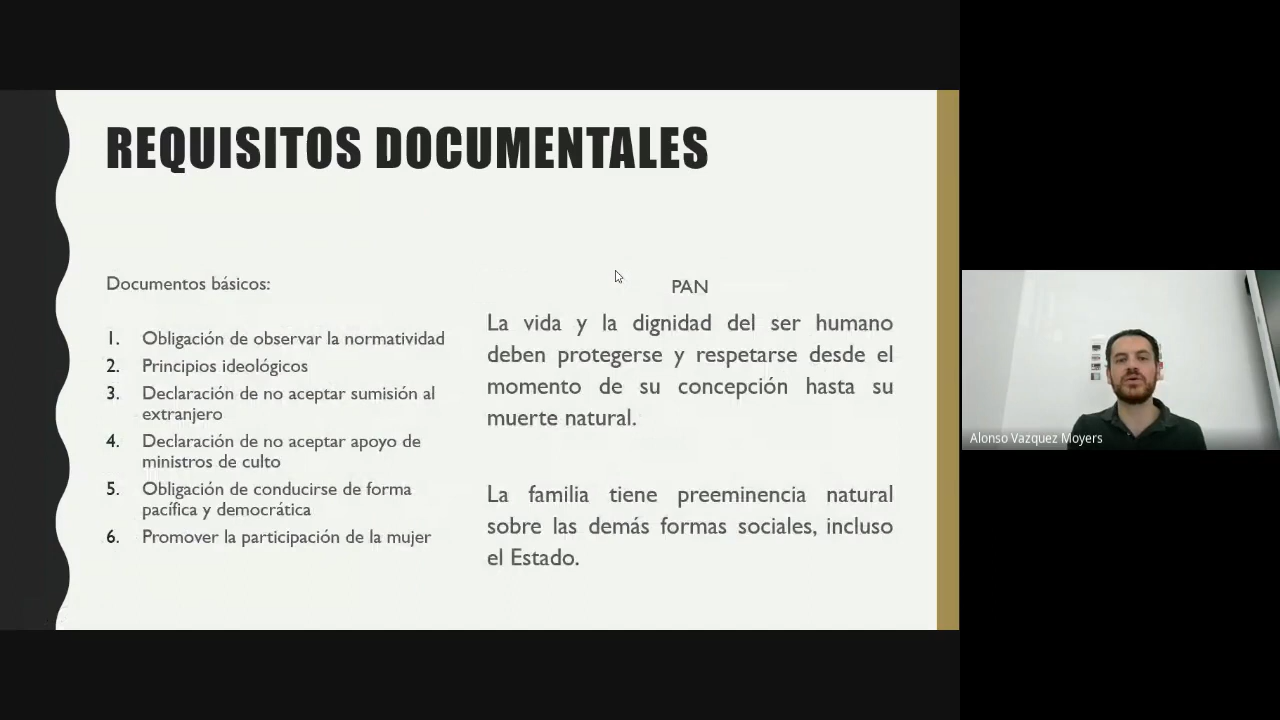 REQUISITOS DOCUMENTALES
Documentos básicos:
1. Obligación de observar la normatividad
2. Principios ideológicos
3. Declaración de no aceptar sumisión al
extranjero
4. Declaración de no aceptar apoyo de
ministros de culto
5. Obligación de conducirse de forma
pacífica y democrática
6. Promover la participación de la mujer
PAN
La vida y la dignidad del ser humano
deben protegerse y respetarse desde el
momento de su concepción hasta su
muerte natural.
La familia tiene preeminencia natural
sobre las demás formas sociales, incluso
el Estado.
Alonso Vazquez Moyers